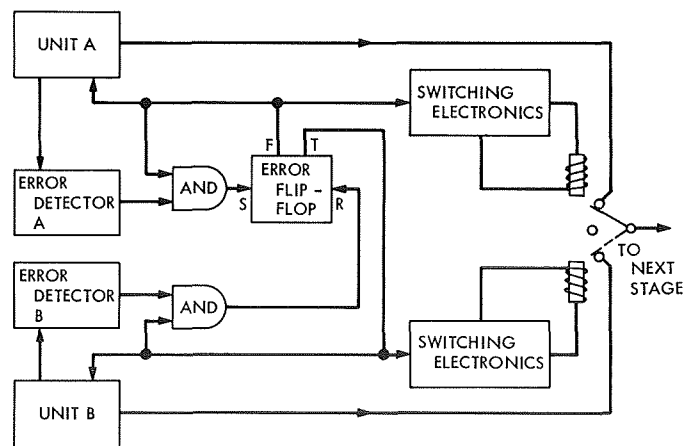 UNIT A
SWITCHING
ELECTRONICS
F
T
ERROR
DETECTOR
A
AND
S
ERROR
FLIP-
FLOP
R
TO
NEXT
STAGE
ERROR
DETECTOR
B
AND
SWITCHING
ELECTRONICS
UNIT B